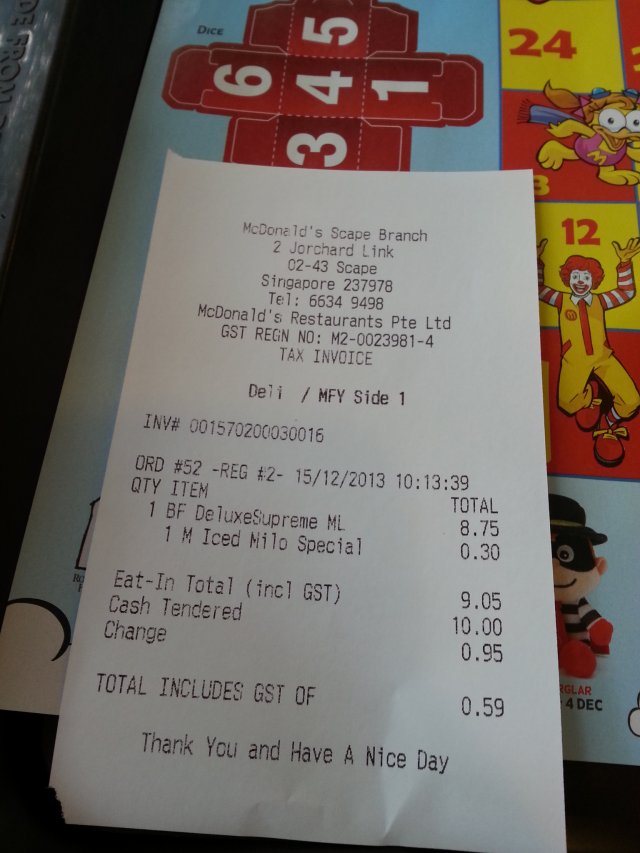 DE FRON
DICE
5
6 4 1
3
24
12
McDonald's Scape Branch
2 Jorchard Link
02-43 Scape
Singapore 237978
Tel: 6634 9498
McDonald's Restaurants Pte Ltd
GST REGN NO: M2-0023981-4
TAX INVOICE
Deli / MFY Side 1
INV# 001570200030016
ORD #52 -REG #2- 15/12/2013 10:13:39
QTY ITEM TOTAL
1 BF DeluxeSupreme ML 8.75
1 M Iced Milo Special 0.30
Eat-In Total (incl GST) 9.05
Cash Tendered 10.00
Change 0.95
TOTAL INCLUDES GST OF 0.59
Thank You and Have A Nice Day
RGLAR
4 DEC